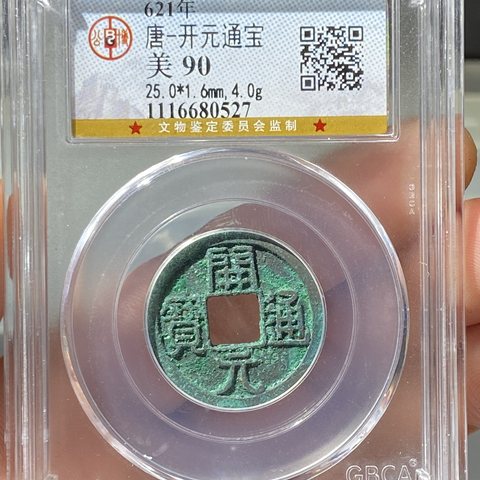 621年
唐-开元通宝
美 90
25.0*1.6mm,4.0g
1116680527
★ 文物鉴定委员会监制 ★
開
通
元
寳
GBCA